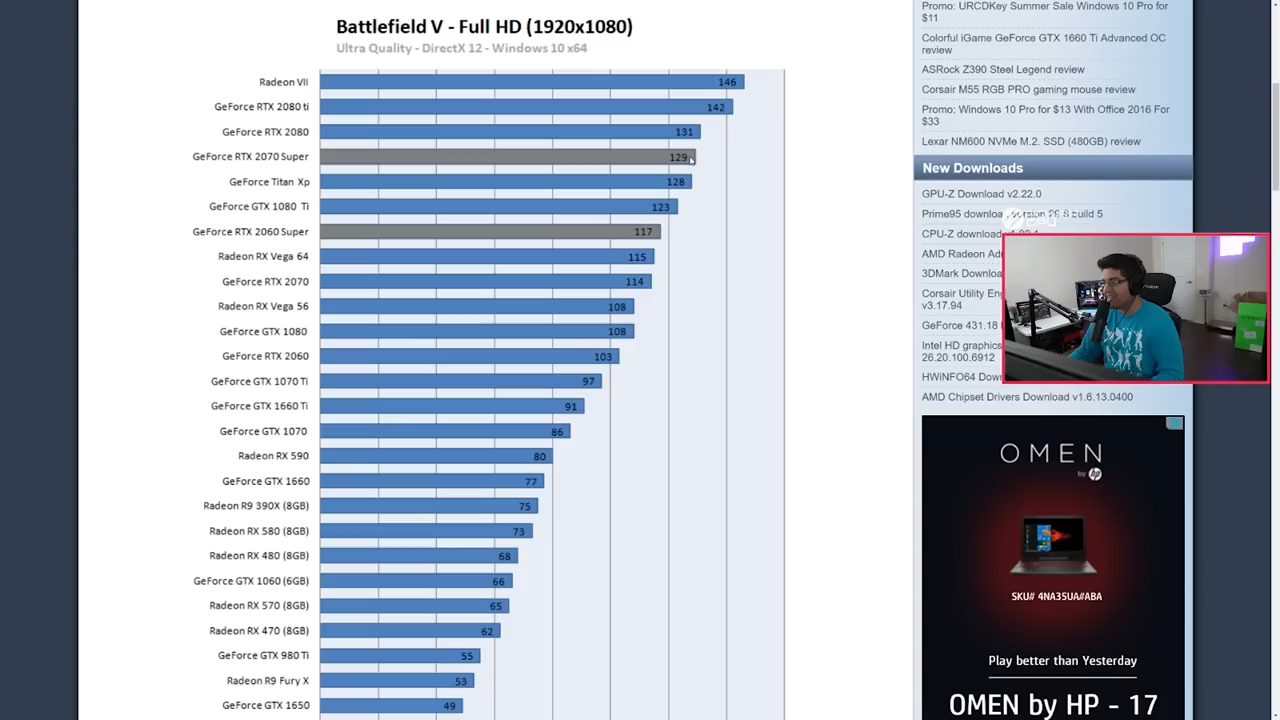 Battlefield V - Full HD (1920x1080)
Ultra Quality - DirectX 12 - Windows 10 x64
Radeon VII 146
GeForce RTX 2080 ti 142
GeForce RTX 2080 131
GeForce RTX 2070 Super 129
GeForce Titan Xp 128
GeForce GTX 1080 Ti 123
GeForce RTX 2060 Super 117
Radeon RX Vega 64 115
GeForce RTX 2070 114
Radeon RX Vega 56 108
GeForce GTX 1080 108
GeForce RTX 2060 103
GeForce GTX 1070 Ti 97
GeForce GTX 1660 Ti 91
GeForce GTX 1070 86
Radeon RX 590 80
GeForce GTX 1660 77
Radeon R9 390X (8GB) 75
Radeon RX 580 (8GB) 73
Radeon RX 480 (8GB) 68
GeForce GTX 1060 (6GB) 66
Radeon RX 570 (8GB) 65
Radeon RX 470 (8GB) 62
GeForce GTX 980 Ti 55
Radeon R9 Fury X 53
GeForce GTX 1650 49
Promo: URCDKey Summer Sale Windows 10 Pro for
$11
Colorful iGame GeForce GTX 1660 Ti Advanced OC
review
ASRock Z390 Steel Legend review
Corsair M55 RGB PRO gaming mouse review
Promo: Windows 10 Pro for $13 With Office 2016 For
$33
Lexar NM600 NVMe M.2. SSD (480GB) review
New Downloads
GPU-Z Download v2.22.0
Prime95 download version 29.8 build 5
CPU-Z download
AMD Radeon Ad
3DMark Downloa
Corsair Utility En
v3.17.94
GeForce 431.18
Intel HD graphics
26.20.100.6912
HWiNFO64 Dow
AMD Chipset Drivers Download v1.6.13.0400
OMEN
by hp
SKU# 4NA35UA#ABA
Play better than Yesterday
OMEN by HP - 17